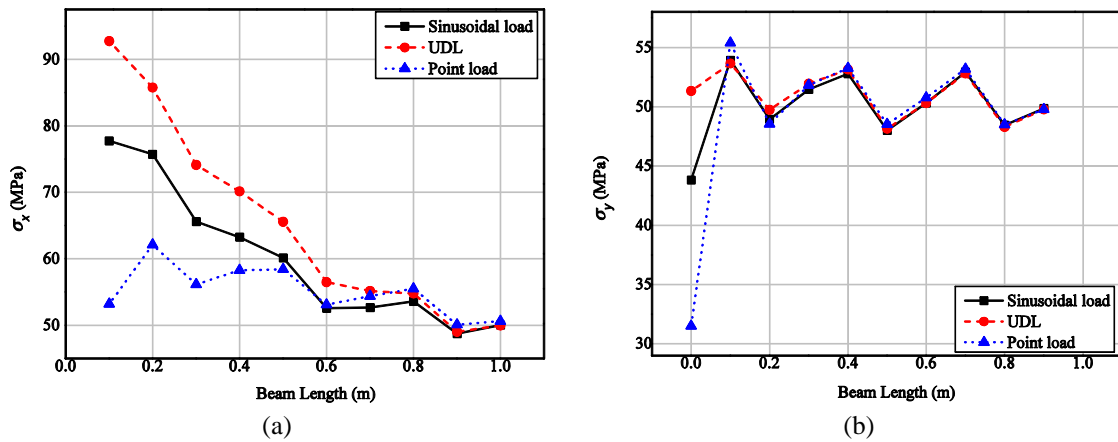 Sinusoidal load
UDL
Point load
90
80
70
60
50
σx (MPa)
0.0 0.2 0.4 0.6 0.8 1.0
Beam Length (m)
(a)
55
50
45
40
35
30
σy (MPa)
Sinusoidal load
UDL
Point load
0.0 0.2 0.4 0.6 0.8 1.0
Beam Length (m)
(b)